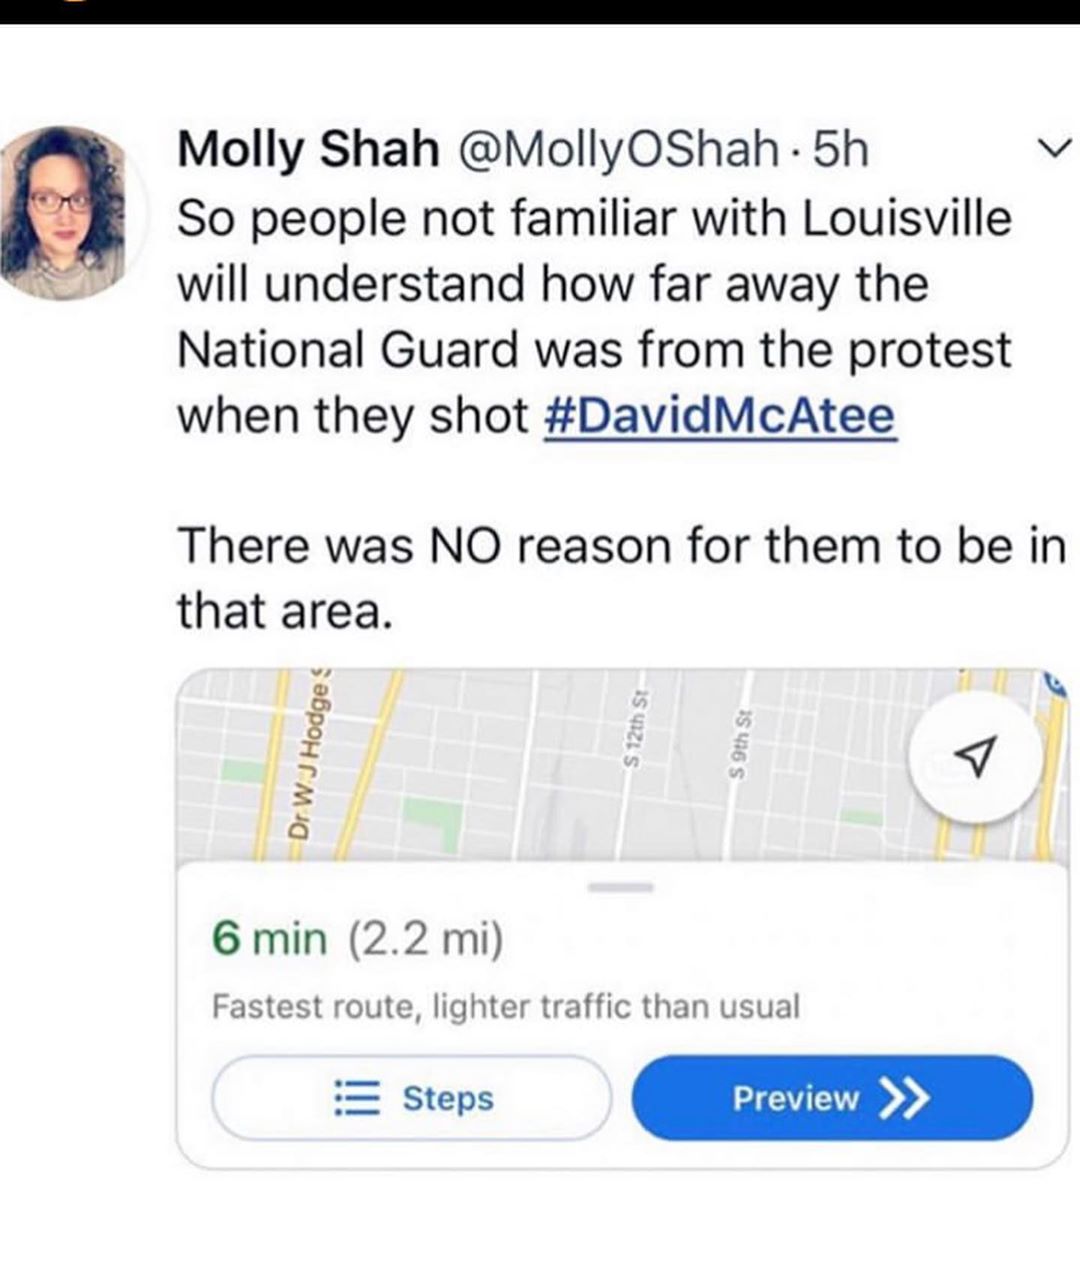 Molly Shah @MollyOShah · 5h
So people not familiar with Louisville
will understand how far away the
National Guard was from the protest
when they shot #DavidMcAtee
There was NO reason for them to be in
that area.
Dr W J Hodge S
S 12th St
S 9th St
6 min (2.2 mi)
Fastest route, lighter traffic than usual
Steps
Preview